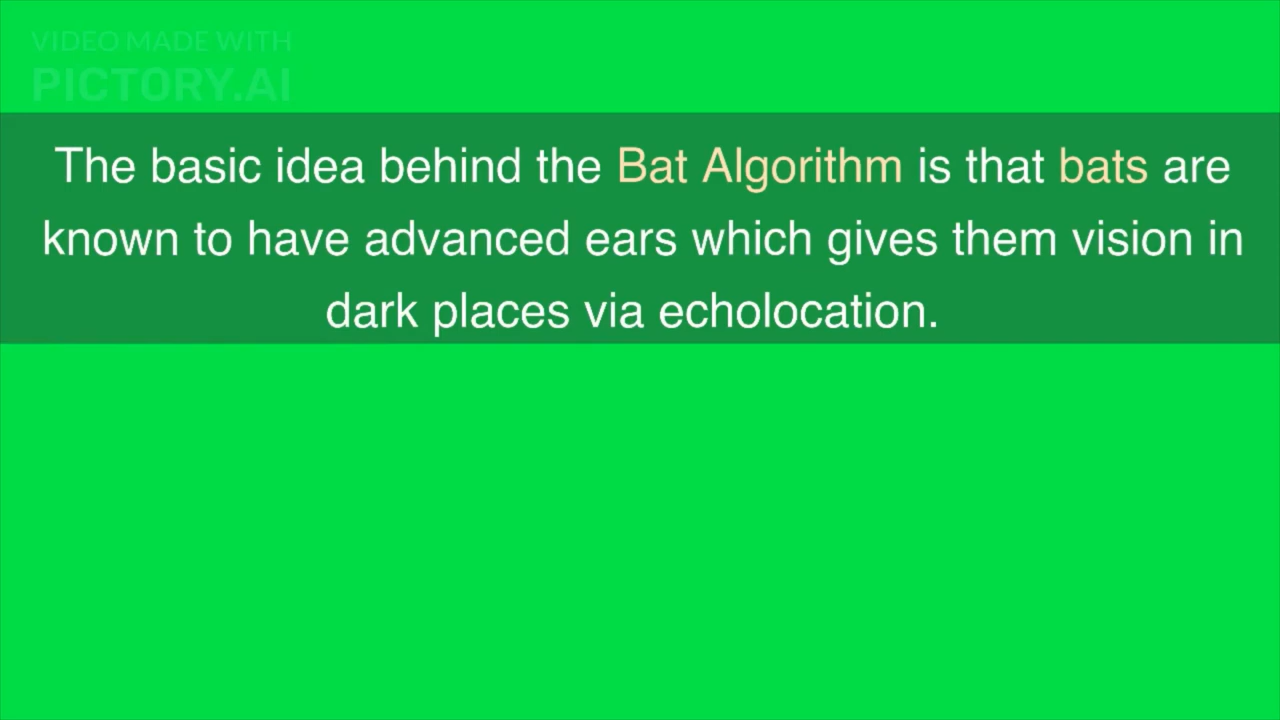 VIDEO MADE WITH
PICTORY.AI
The basic idea behind the Bat Algorithm is that bats are
known to have advanced ears which gives them vision in
dark places via echolocation.